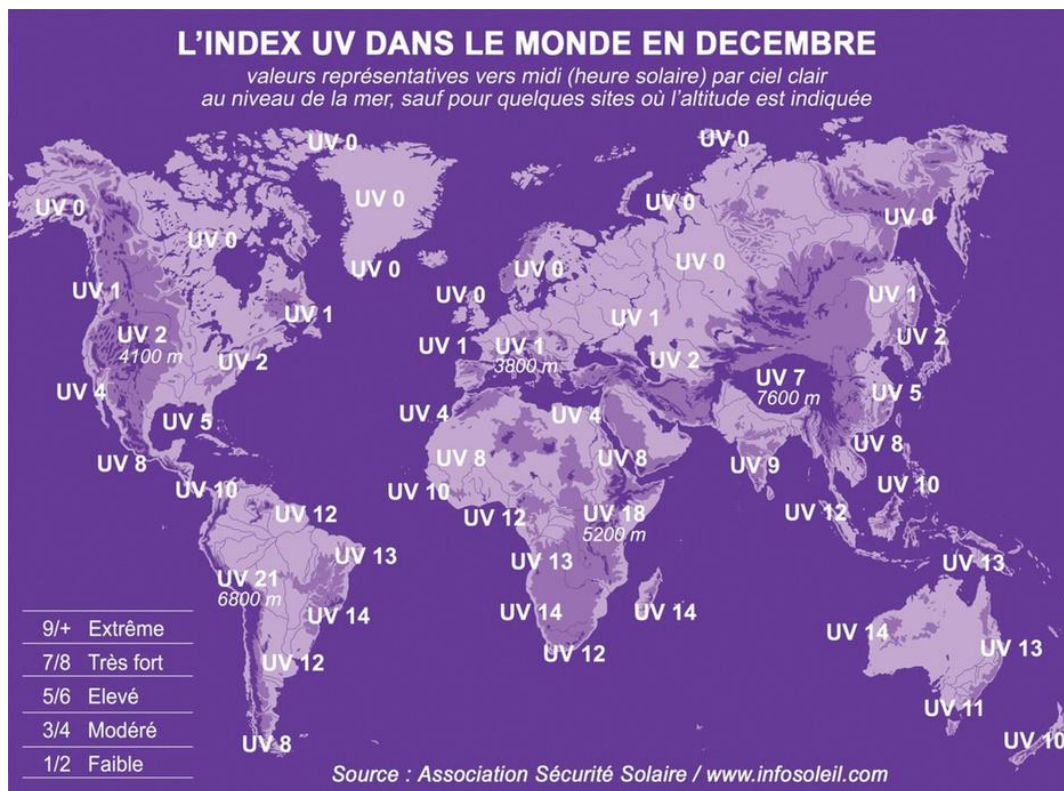 L'INDEX UV DANS LE MONDE EN DECEMBRE
valeurs représentatives vers midi (heure solaire) par ciel clair
au niveau de la mer, sauf pour quelques sites où l'altitude est indiquée
UV 0
UV 0
UV 0
UV 0
UV 0
UV 0
UV 0
UV 0
UV 0
UV 0
UV 0
UV 1
UV 0
UV 1
UV 1
UV 1
UV 2
4100 m
UV 2
UV 1
UV 1
3800 m
UV 2
UV 2
UV 7
7600 m
UV 4
UV 5
UV 5
UV 4
UV 4
UV 8
UV 8
UV 8
UV 9
UV 8
UV 10
UV 10
UV 10
UV 12
UV 12
UV 18
5200 m
UV 12
UV 13
UV 13
UV 13
UV 21
6800 m
UV 14
UV 14
UV 14
UV 14
UV 13
UV 12
UV 12
UV 11
UV 8
UV 10
9/+ Extrême
7/8 Très fort
5/6 Elevé
3/4 Modéré
1/2 Faible
Source : Association Sécurité Solaire / www.infosoleil.com